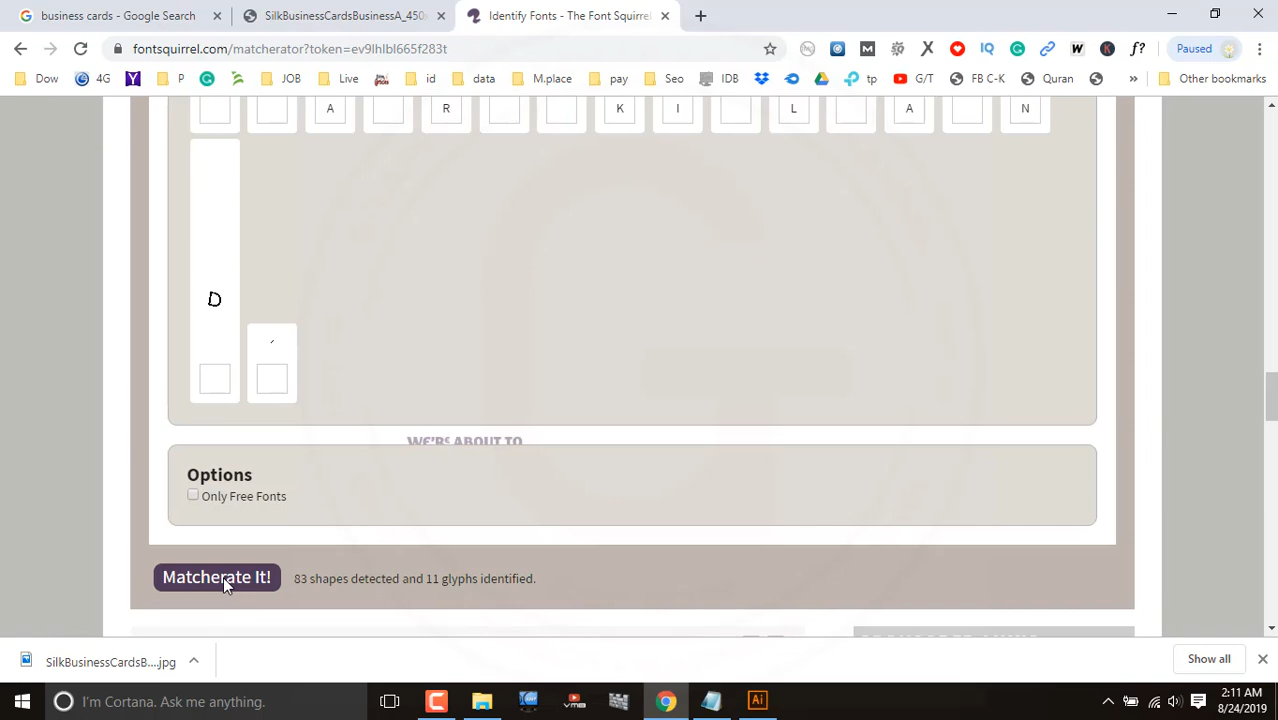 business cards - Google Search
SilkBusinessCardsBusinessA_450x
Identify Fonts - The Font Squirrel
fontsquirrel.com/matcherator?token=ev9lhlbl665f283t
Paused
Dow
4G
P
JOB
Live
id
data
M.place
pay
Seo
IDB
tp
G/T
FB C-K
Quran
Other bookmarks
A R K I L A N
D
WE'RE ABOUT TO
Options
Only Free Fonts
Matcherate It!
83 shapes detected and 11 glyphs identified.
SilkBusinessCardsB....jpg
Show all
I'm Cortana. Ask me anything.
Ai
2:11 AM
8/24/2019